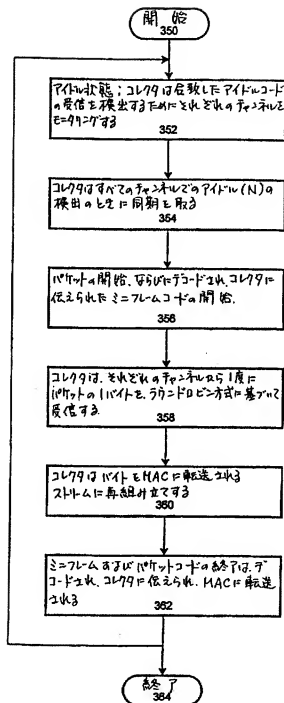 開始
350
アイドル状態；コレクタは合致したアイドルコード
の受信を検出するためにそれぞれのチャンネルを
モニタリングする
352
コレクタはすべてのチャンネルでのアイドル(N)の
検出のときに同期を取る
354
パケットの開始、ならびにデコードされ、コレクタに
伝えられたミニフレームコードの開始.
356
コレクタは、それぞれのチャンネルから1度に
パケットの1バイトを、ラウンドロビン方式に基づいて
受信する.
358
コレクタはバイトをMACに転送される
ストリームに再組み立てする
360
ミニフレームおよびパケットコードの終了は、デ
コードされ、コレクタに伝えられ、MACに転送
される
362
終了
364